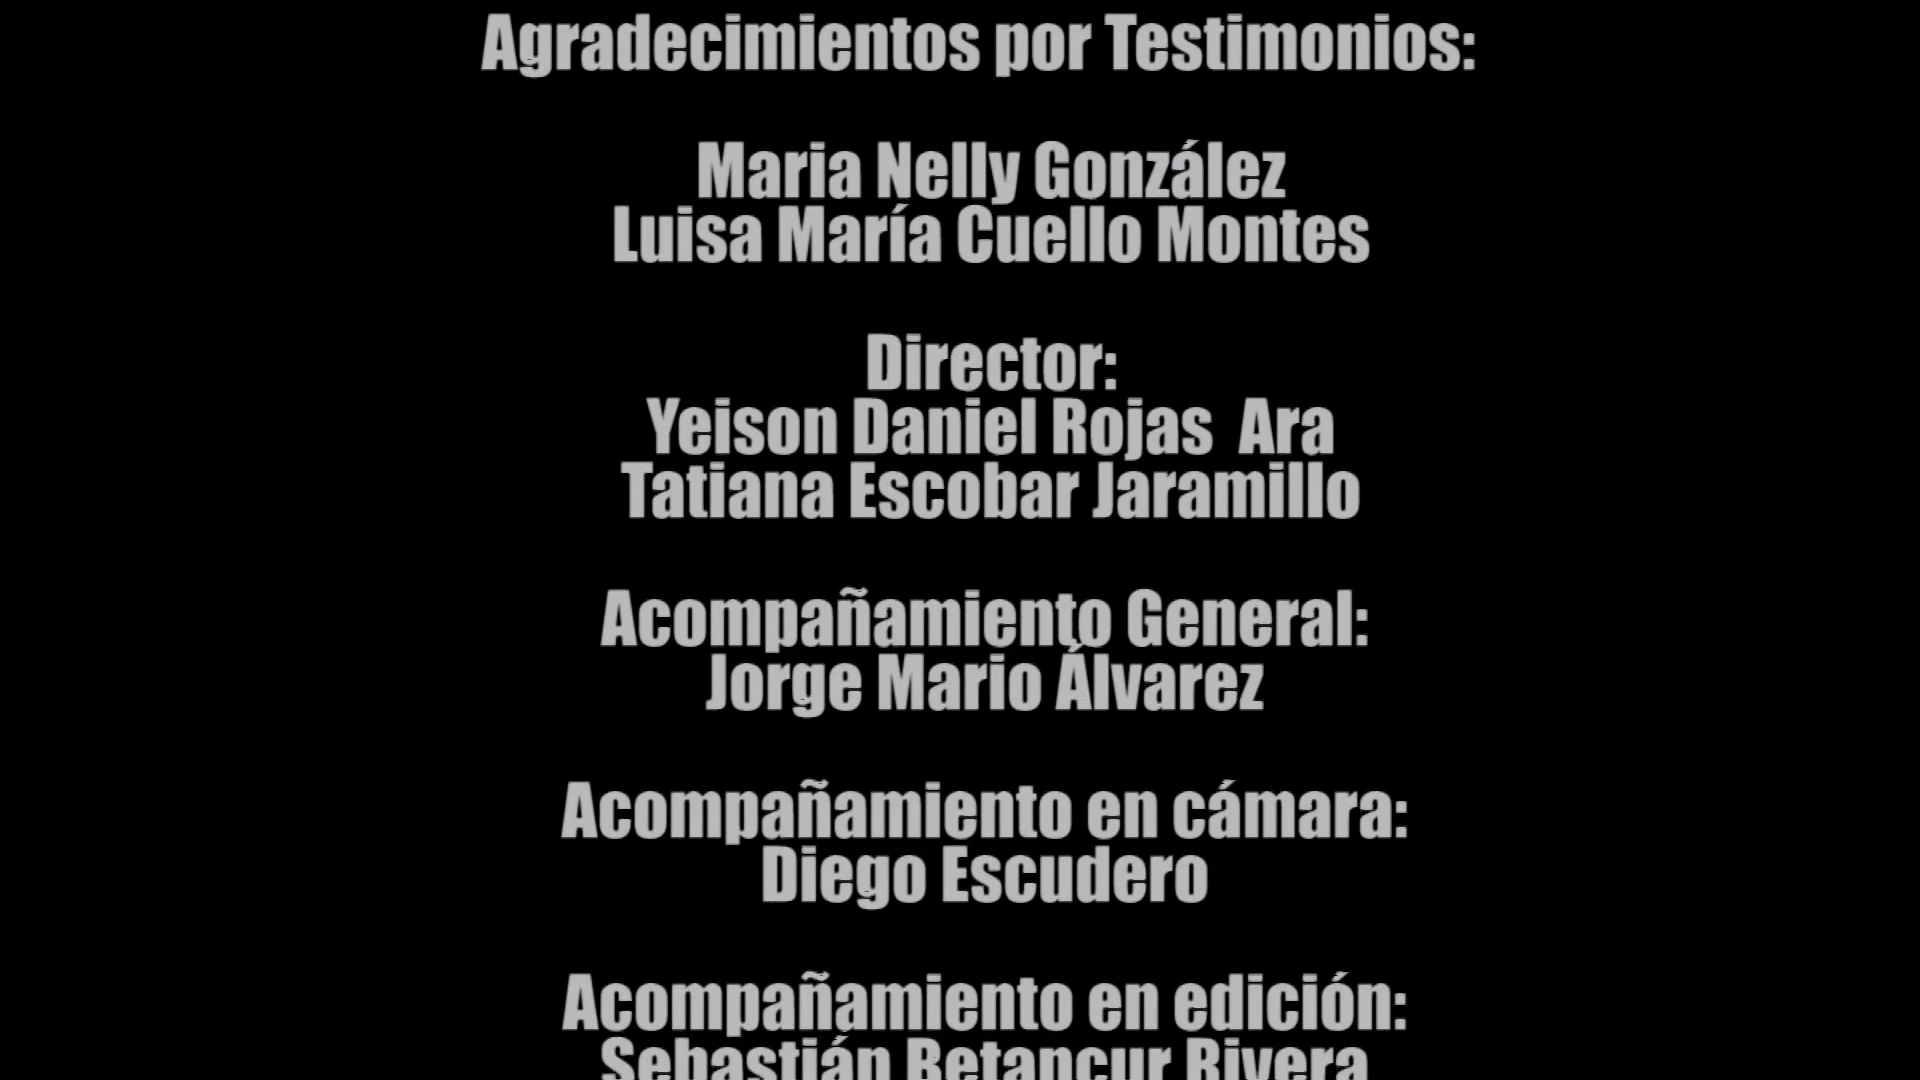 Agradecimientos por Testimonios:
Maria Nelly González
Luisa María Cuello Montes
Director:
Yeison Daniel Rojas  Ara
Tatiana Escobar Jaramillo
Acompañamiento General:
Jorge Mario Álvarez
Acompañamiento en cámara:
Diego Escudero
Acompañamiento en edición:
Sebastián Betancur Rivera